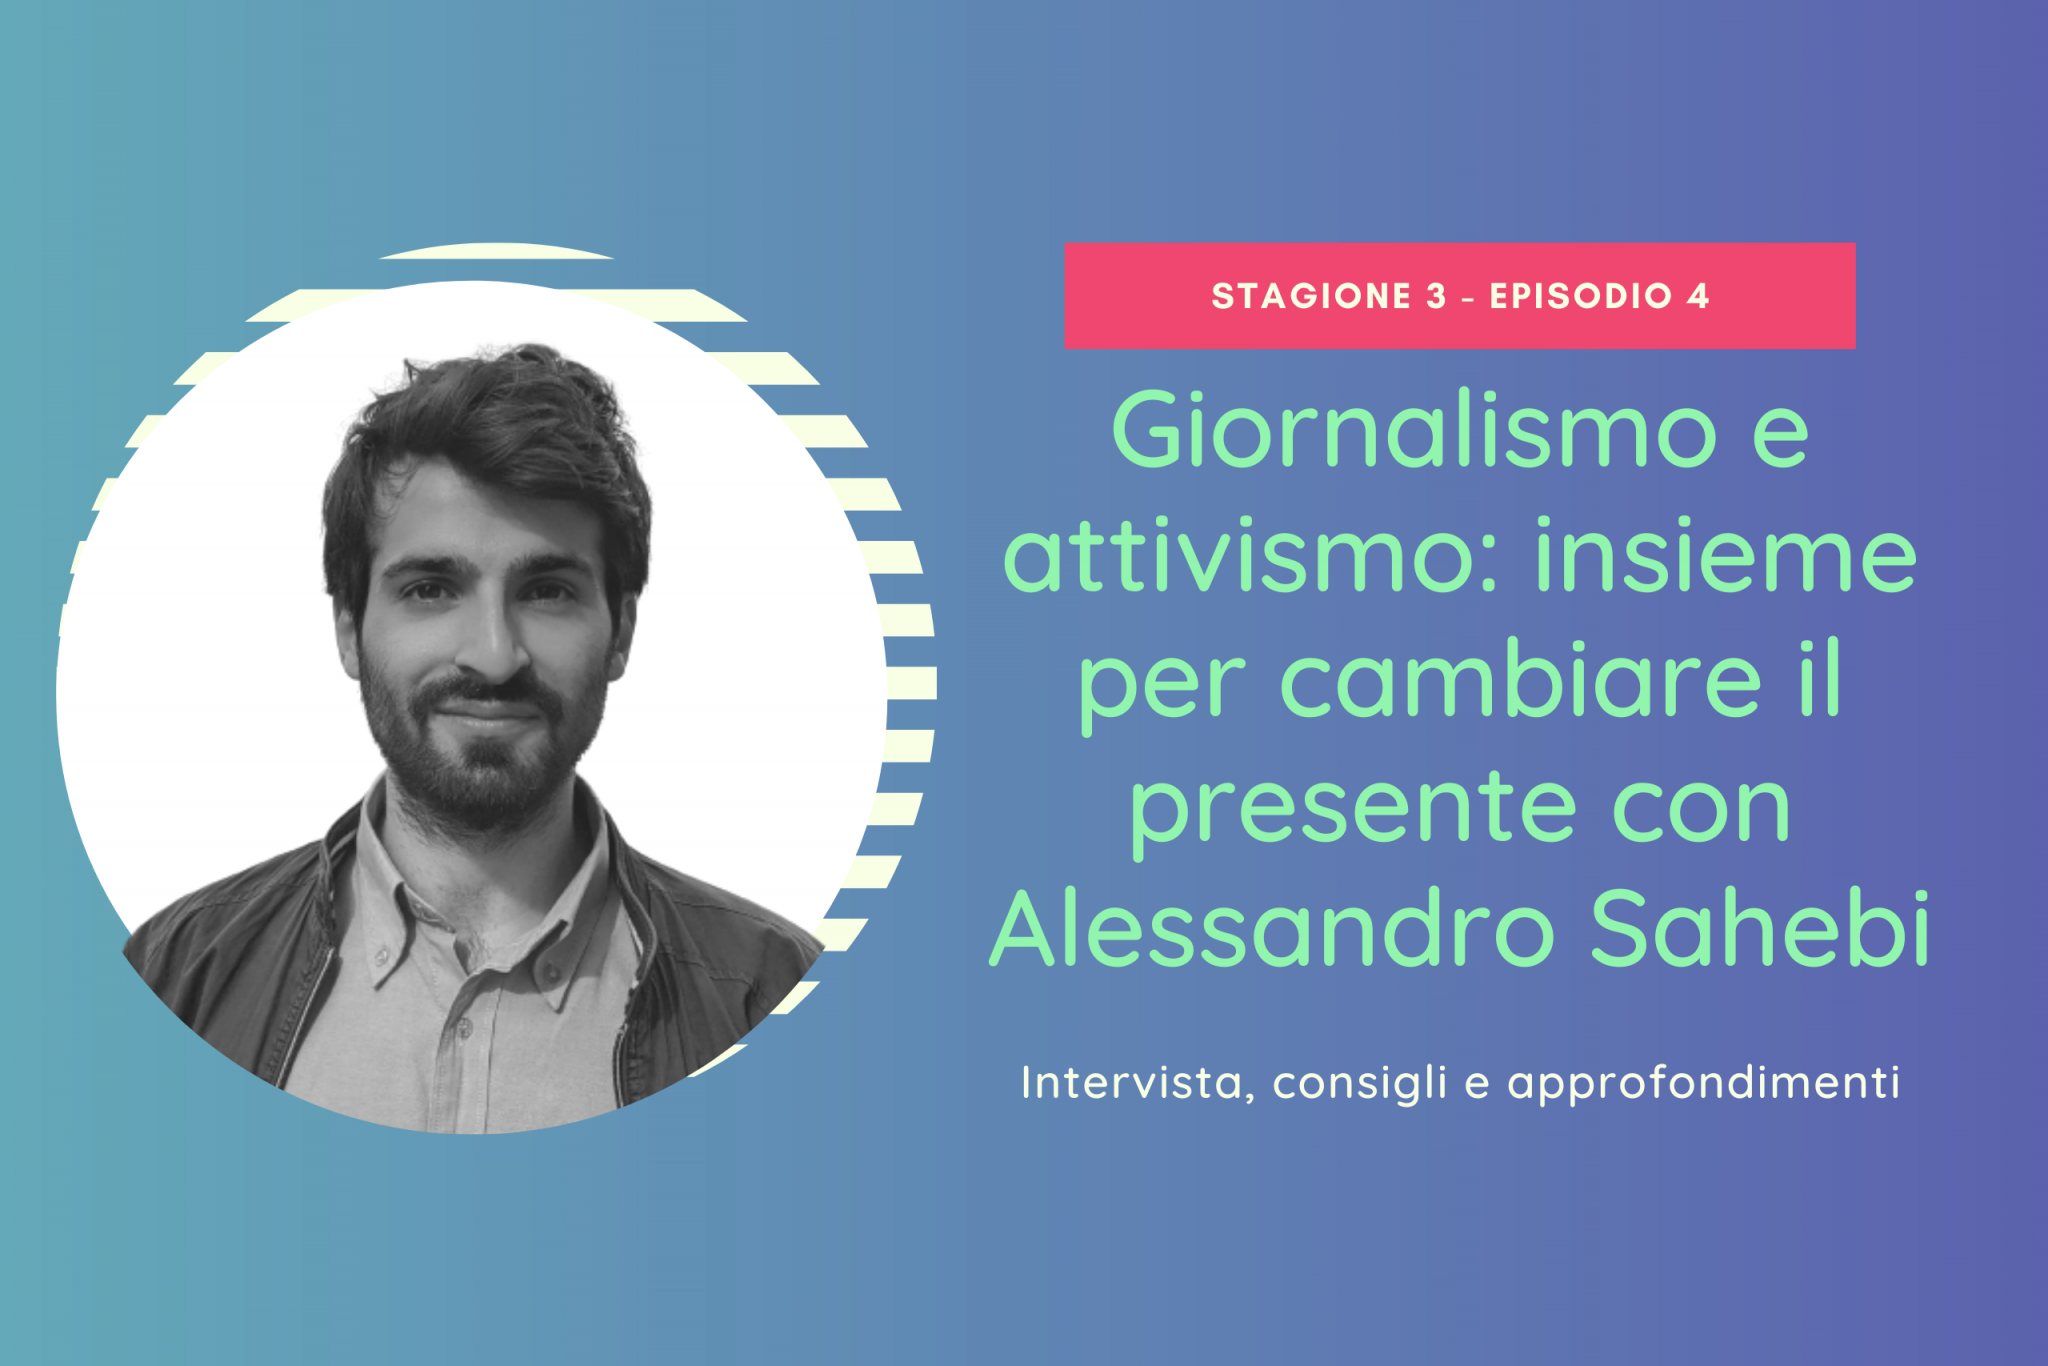 STAGIONE 3 - EPISODIO 4
Giornalismo e
attivismo: insieme
per cambiare il
presente con
Alessandro Sahebi
Intervista, consigli e approfondimenti